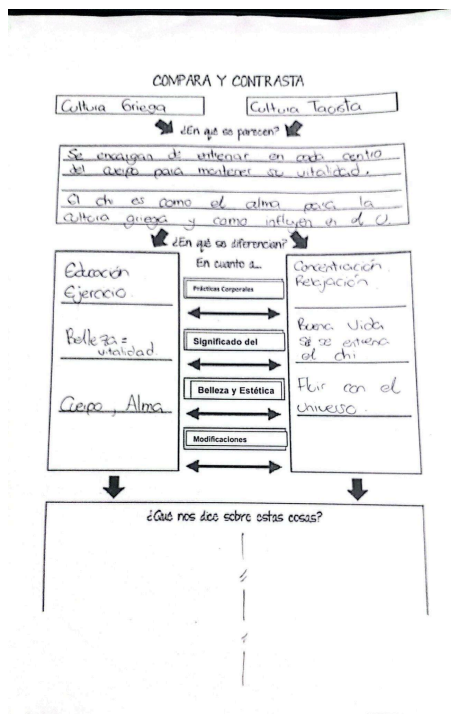 COMPARA Y CONTRASTA
Cultura Griega
Cultura Taoista
¿En qué se parecen?
Se encargan de entrenar en cada centro
del cuerpo para mantener su vitalidad.
El chi es como el alma para la
cultura griega y como influyen en el U.
¿En qué se diferencian?
En cuanto a...
Educación
Ejercicio.
Belleza =
vitalidad.
Cuerpo, Alma
Prácticas Corporales
Significado del
Belleza y Estética
Modificaciones
Concentración.
Relajación.
Buena Vida
si se entrena
el chi
Fluir con el
Universo.
¿Qué nos dice sobre estas cosas?